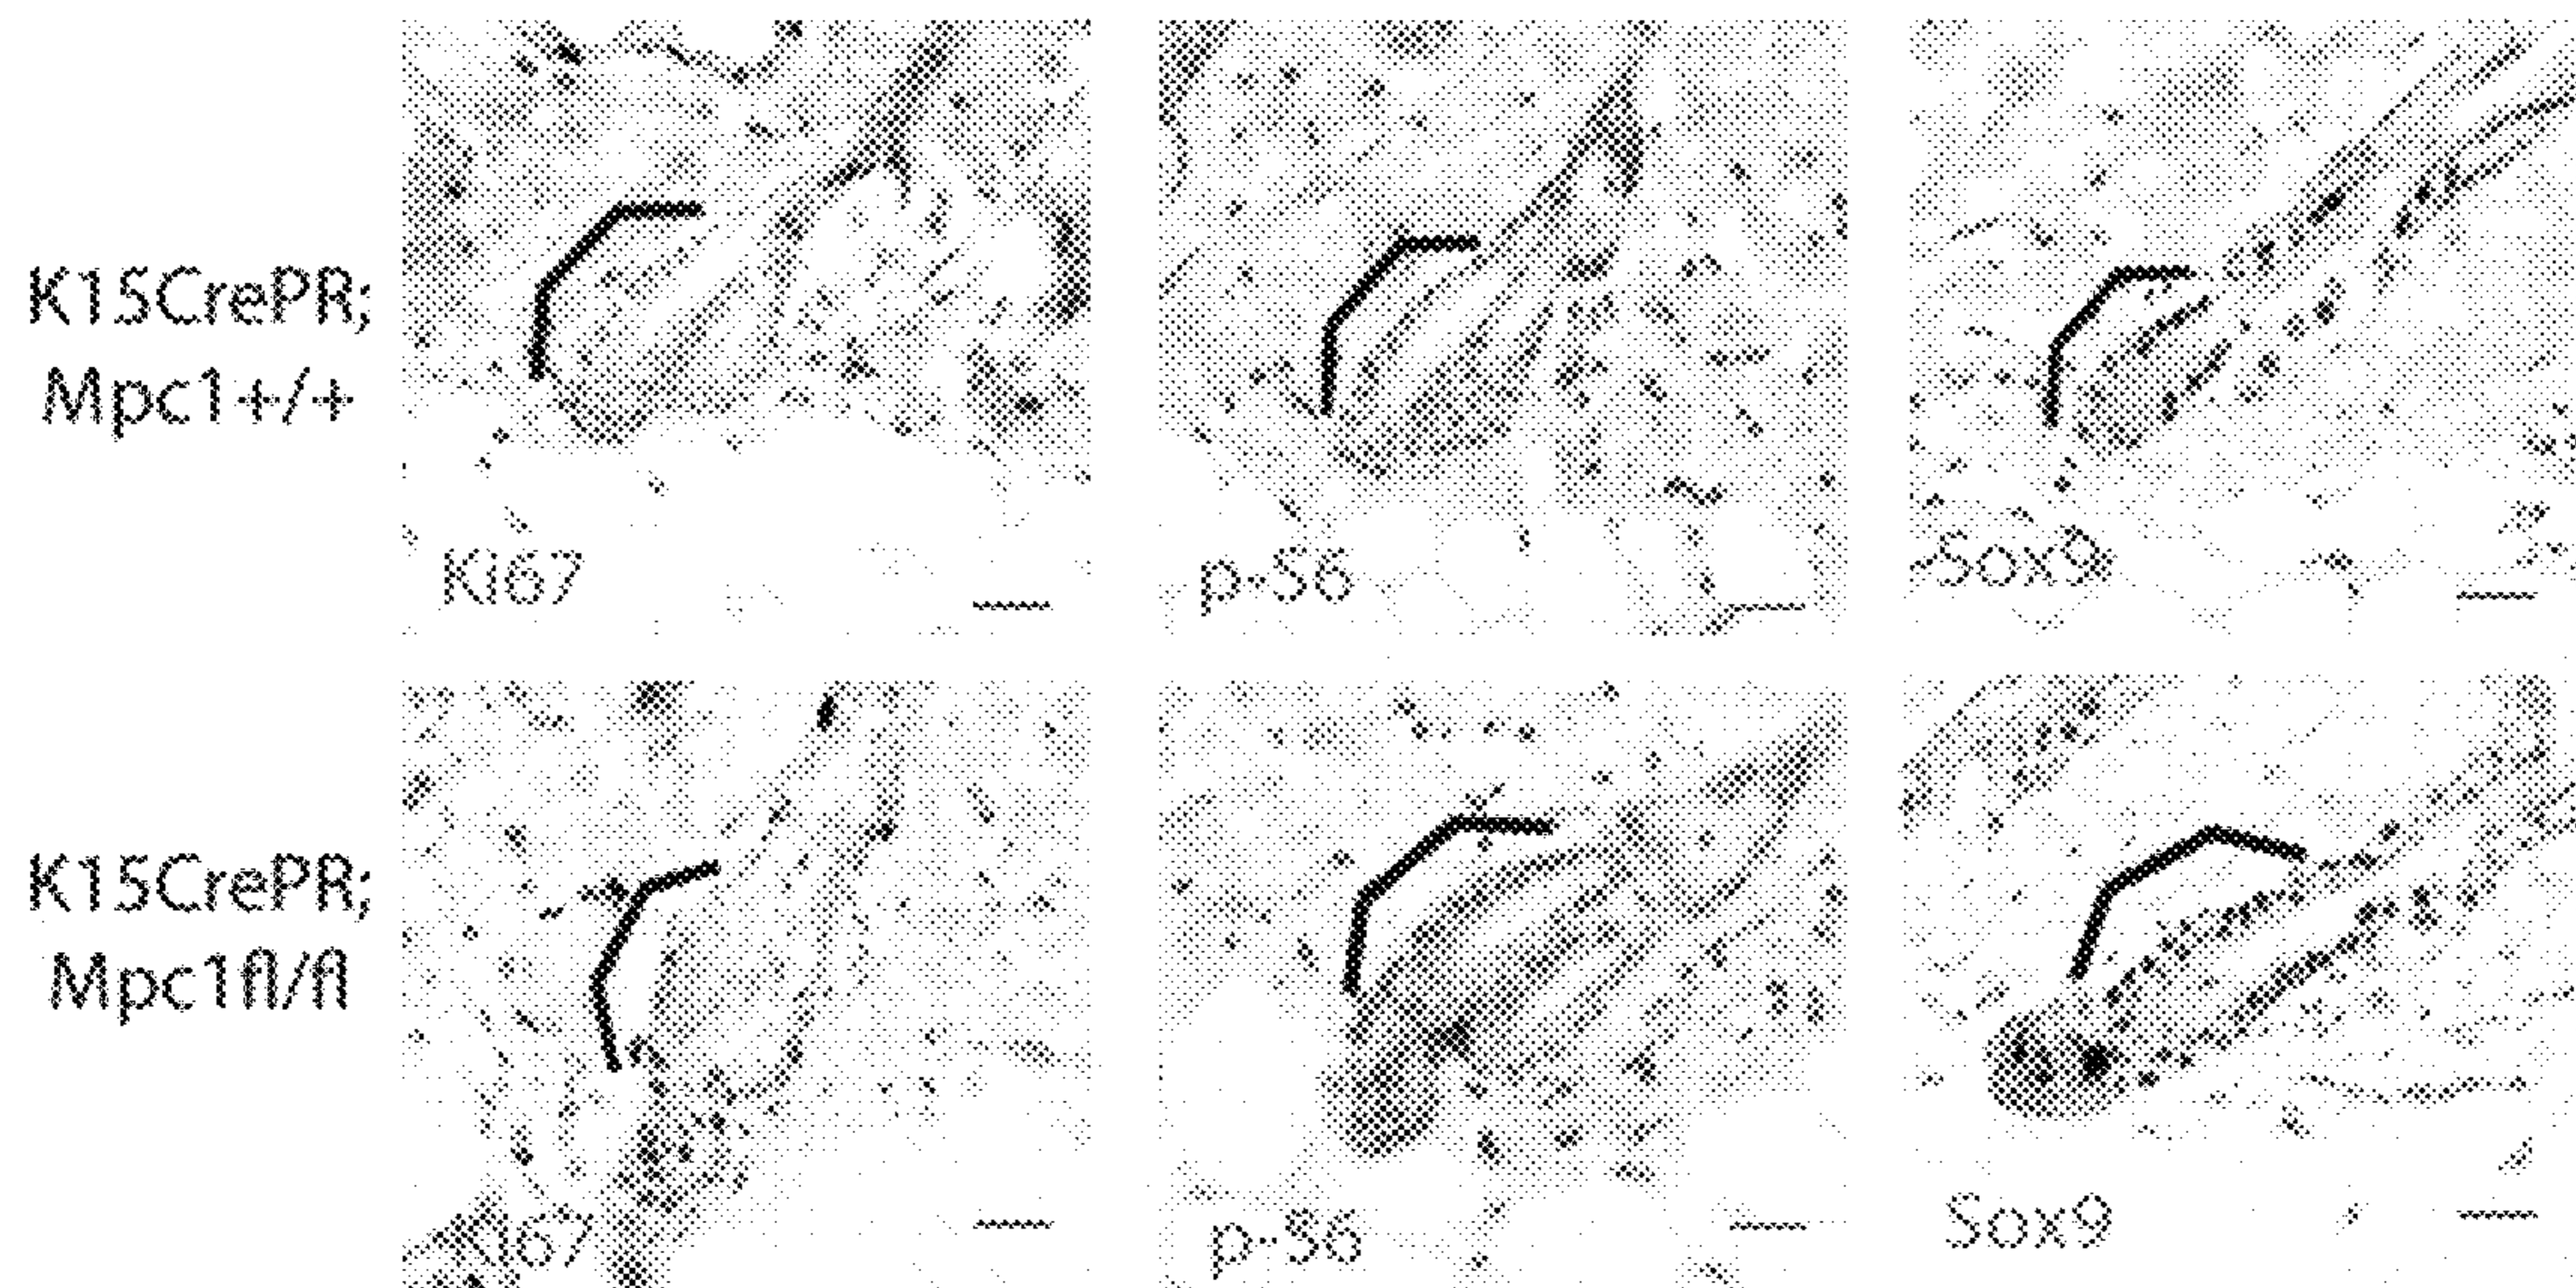 K15CrePR;
Mpc1+/+
Ki67
p-S6
Sox9
K15CrePR;
Mpc1fl/fl
Ki67
p-S6
Sox9